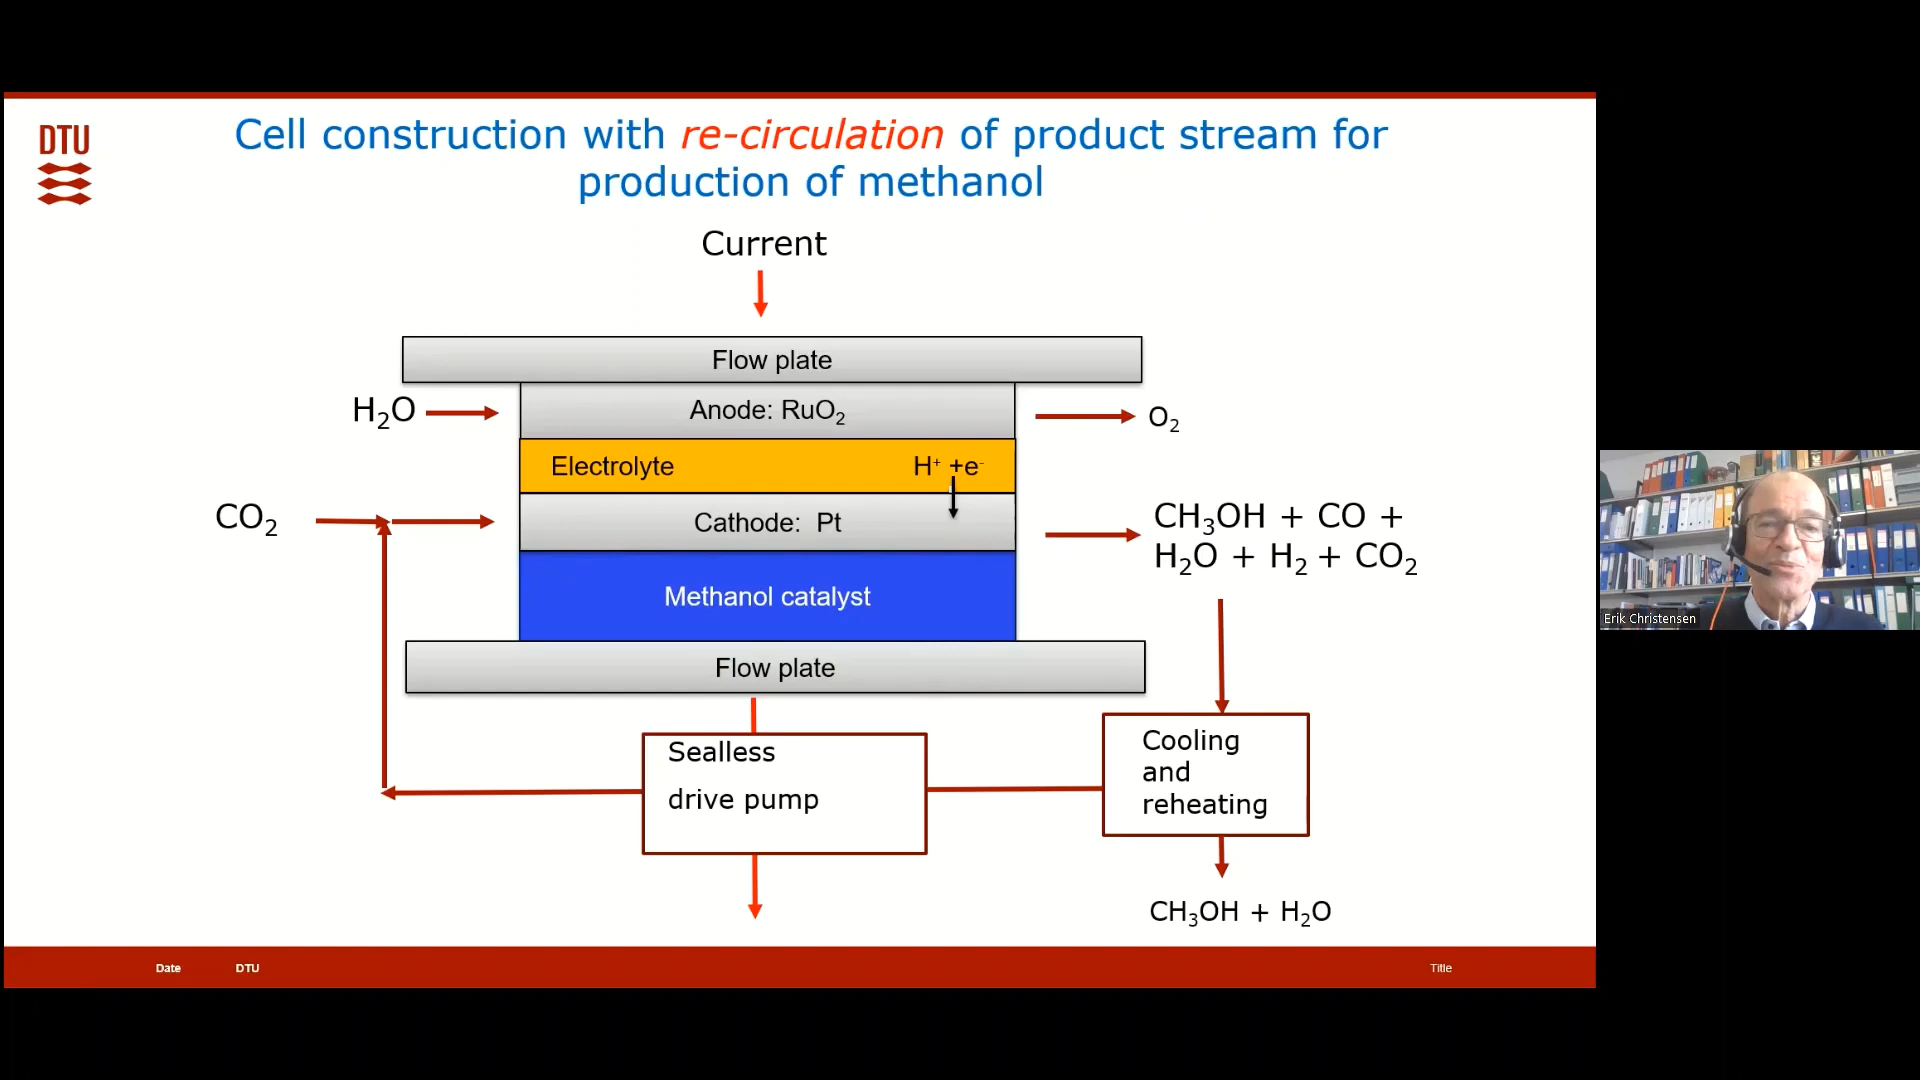 DTU
Cell construction with re-circulation of product stream for
production of methanol
Current
Flow plate
H₂O
Anode: RuO₂
O₂
Electrolyte
H⁺ +e⁻
CO₂
Cathode: Pt
CH₃OH + CO +
H₂O + H₂ + CO₂
Methanol catalyst
Erik Christensen
Flow plate
Sealless
drive pump
Cooling
and
reheating
CH₃OH + H₂O
Date
DTU
Title